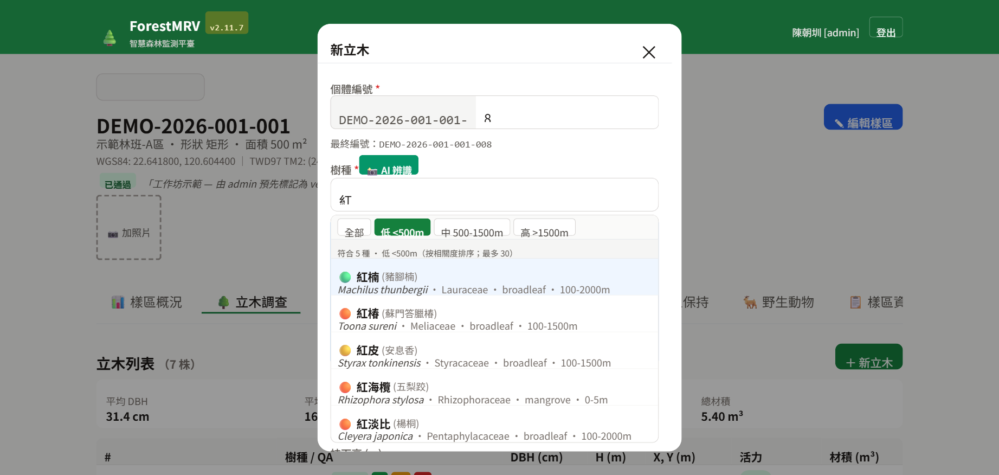 ForestMRV v2.11.7
智慧森林監測平臺
陳朝圳 [admin]
登出
DEMO-2026-001-001
示範林班-A區 · 形狀 矩形 · 面積 500 m²
WGS84: 22.641800, 120.604400 | TWD97 TM2: (2
已通過 「工作坊示範 — 由 admin 預先標記為 ve
加照片
編輯樣區
樣區概況
立木調查
保持
野生動物
樣區資
立木列表 (7 株)
+ 新立木
平均 DBH
31.4 cm
平均
16
總材積
5.40 m³
# 樹種 / QA DBH (cm) H (m) X, Y (m) 活力 材積 (m³)
新立木
個體編號 *
DEMO-2026-001-001- 8
最終編號：DEMO-2026-001-001-008
樹種 * AI 辨識
紅
全部 低 <500m 中 500-1500m 高 >1500m
符合 5 種 · 低 <500m（按相關度排序；最多 30）
紅楠 (豬腳楠)
Machilus thunbergii · Lauraceae · broadleaf · 100-2000m
紅椿 (蘇門答臘椿)
Toona sureni · Meliaceae · broadleaf · 100-1500m
紅皮 (安息香)
Styrax tonkinensis · Styracaceae · broadleaf · 100-1500m
紅海欖 (五梨跤)
Rhizophora stylosa · Rhizophoraceae · mangrove · 0-5m
紅淡比 (楊桐)
Cleyera japonica · Pentaphylacaceae · broadleaf · 100-2000m